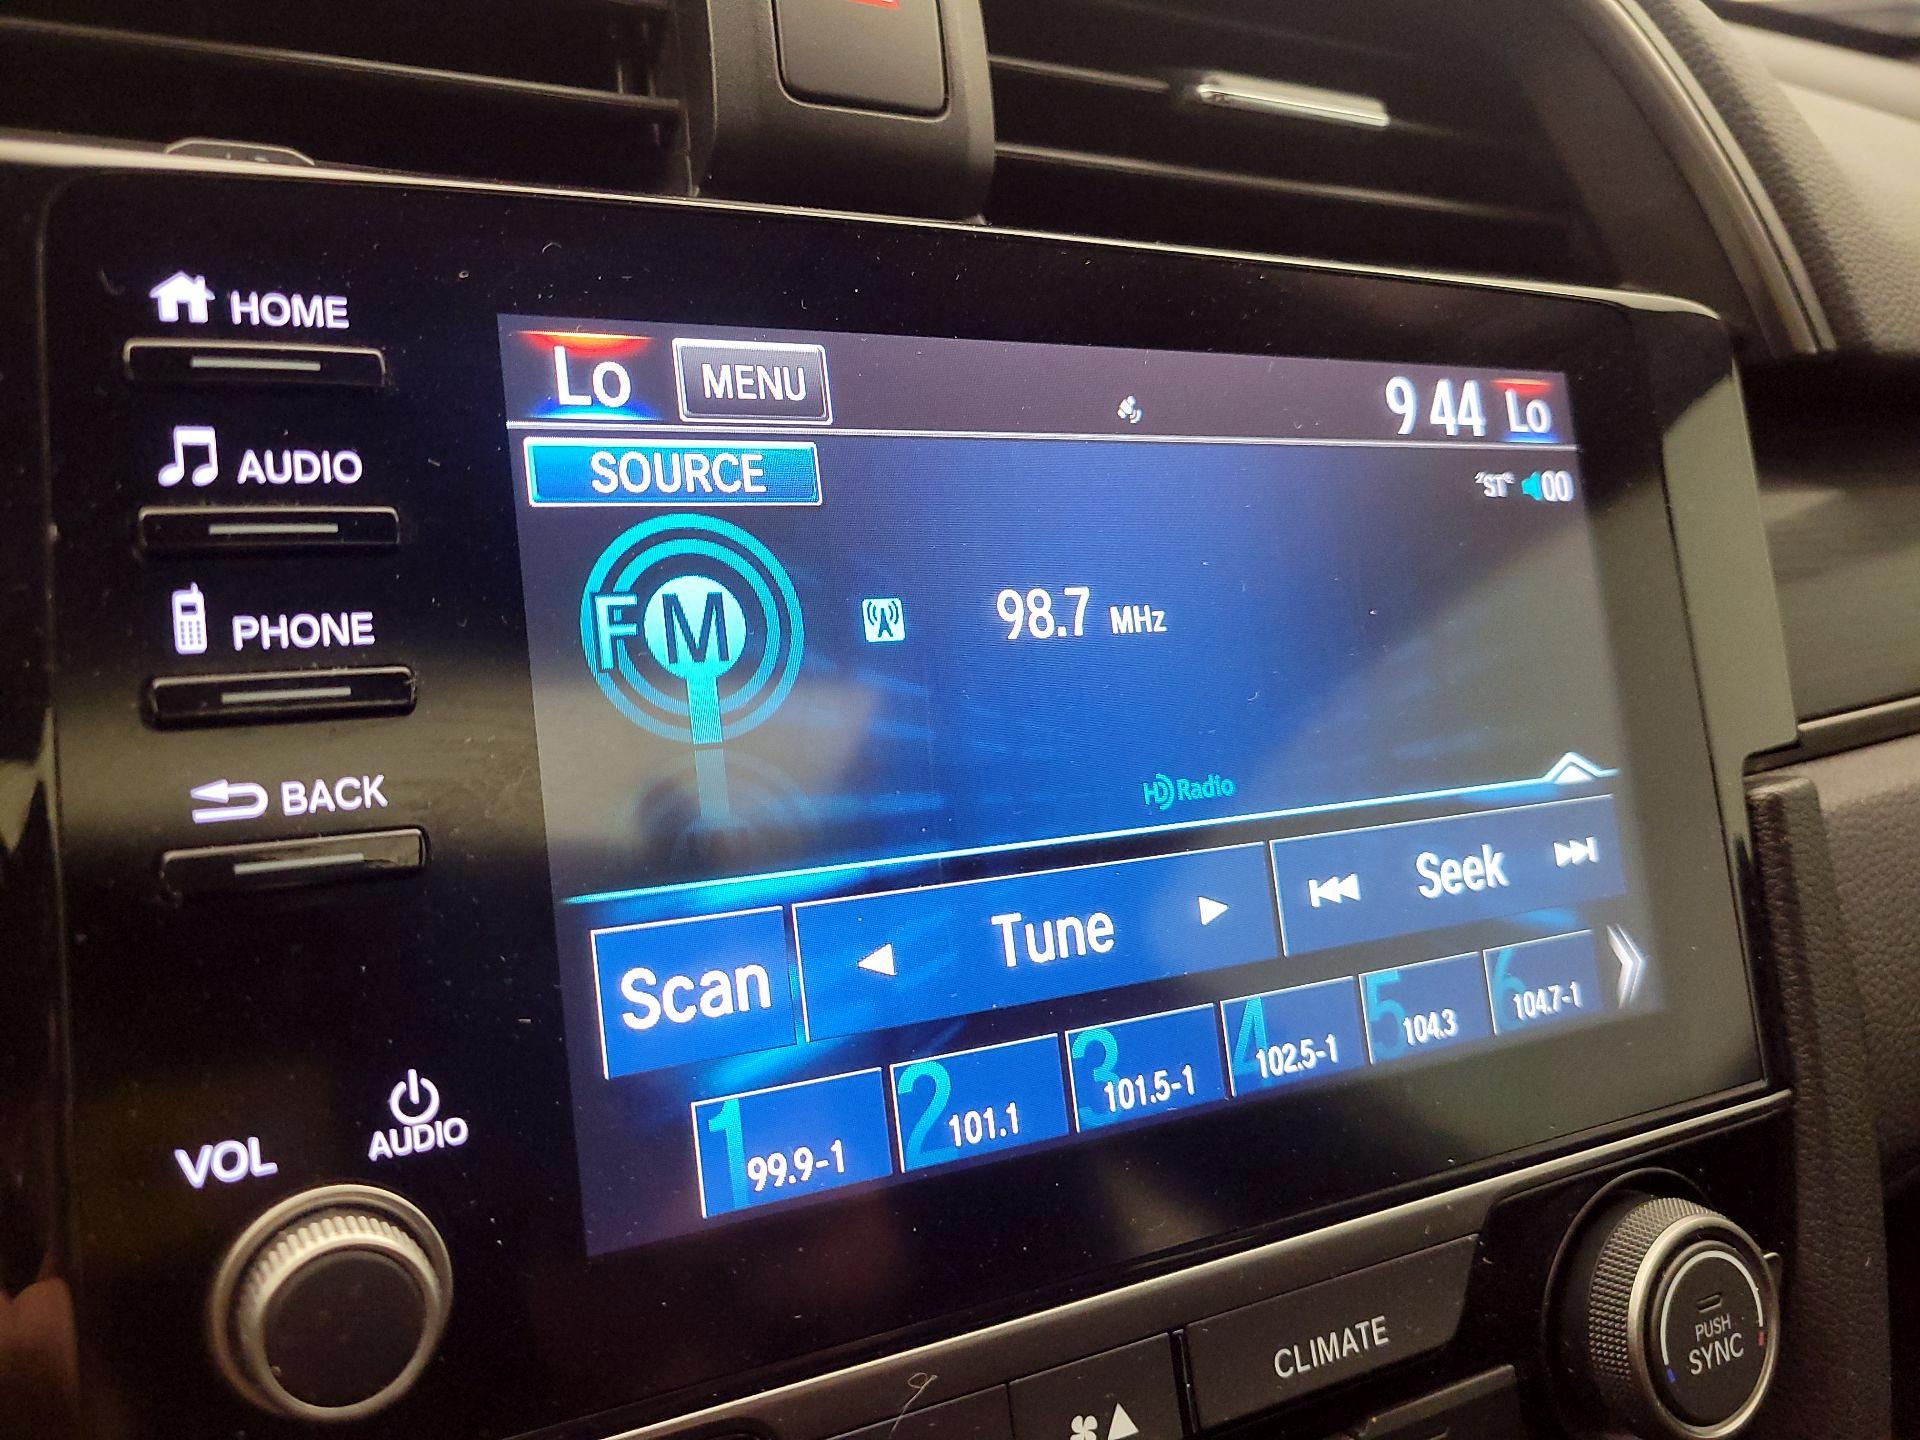 HOME
AUDIO
PHONE
BACK
VOL
AUDIO
Lo
MENU
9 44
Lo
SOURCE
"ST"
00
FM
98.7 MHz
HD Radio
Scan
Tune
Seek
1 99.9-1
2 101.1
3 101.5-1
4 102.5-1
5 104.3
6 104.7-1
CLIMATE
PUSH
SYNC